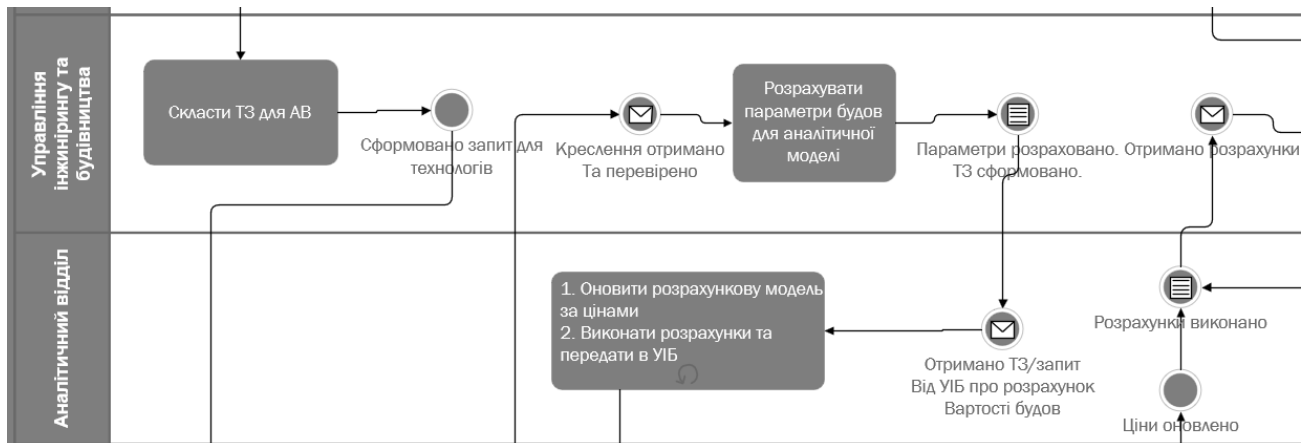 Управління
інжинірингу та
будівництва
Скласти ТЗ для АВ
Сформовано запит для
технологів
Креслення отримано
Та перевірено
Розрахувати
параметри будов
для аналітичної
моделі
Параметри розраховано.
ТЗ сформовано.
Отримано розрахунки
Аналітичний відділ
1. Оновити розрахункову модель
за цінами
2. Виконати розрахунки та
передати в УІБ
Отримано ТЗ/запит
Від УІБ про розрахунок
Вартості будов
Розрахунки виконано
Ціни оновлено